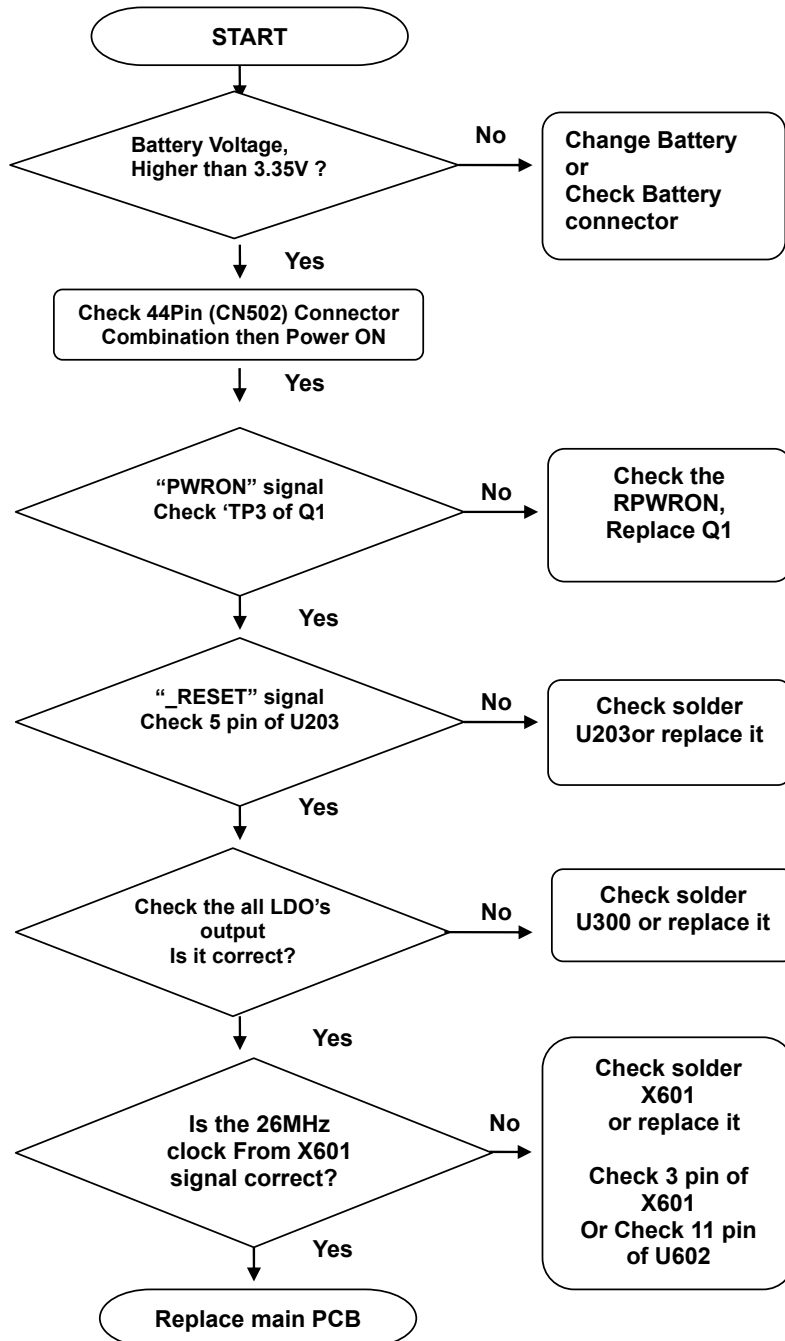 START
Battery Voltage,
Higher than 3.35V ?
No
Change Battery
or
Check Battery
connector
Yes
Check 44Pin (CN502) Connector
Combination then Power ON
Yes
“PWRON” signal
Check ‘TP3 of Q1
No
Check the
RPWRON,
Replace Q1
Yes
“_RESET” signal
Check 5 pin of U203
No
Check solder
U203or replace it
Yes
Check the all LDO’s
output
Is it correct?
No
Check solder
U300 or replace it
Yes
Is the 26MHz
clock From X601
signal correct?
No
Check solder
X601
or replace it
Check 3 pin of
X601
Or Check 11 pin
of U602
Yes
Replace main PCB